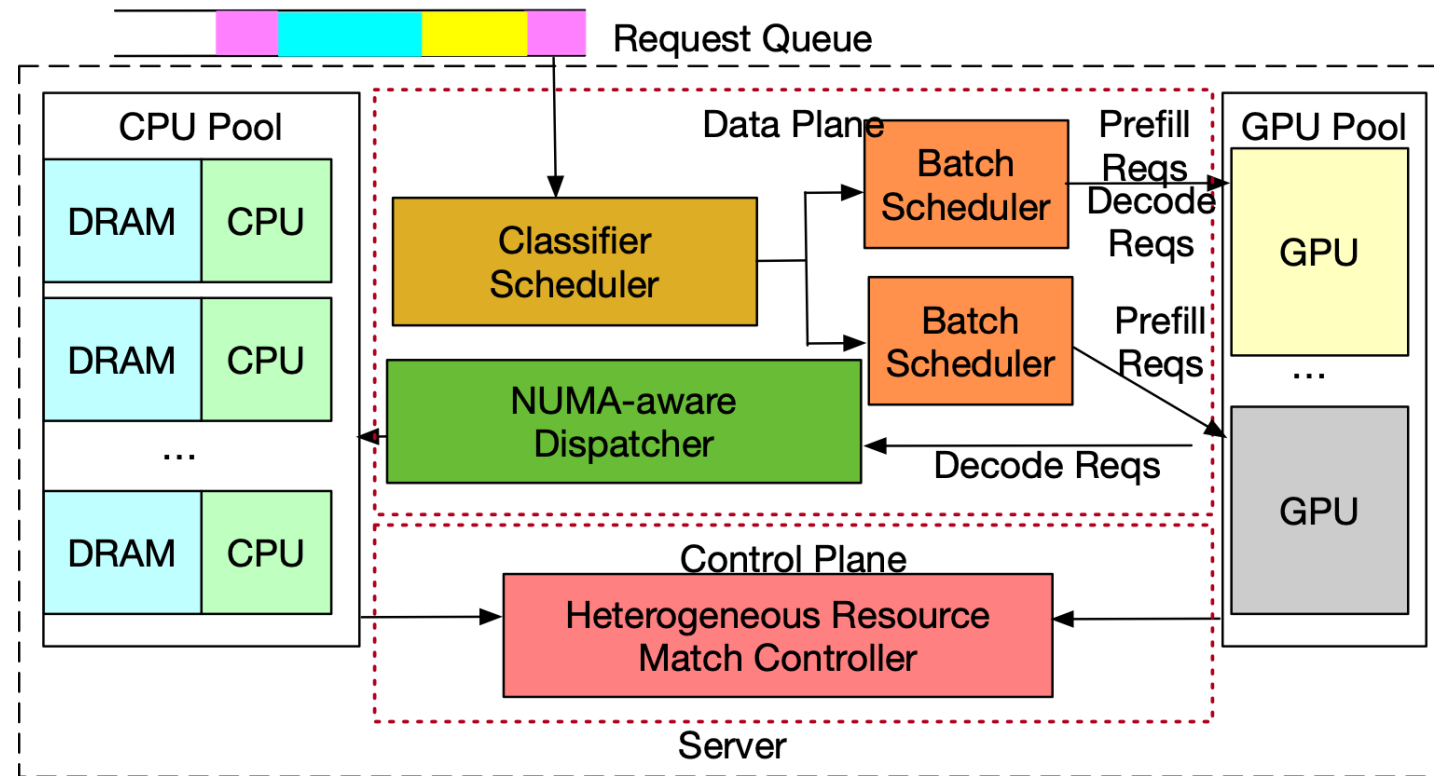 Request Queue
CPU Pool
DRAM
CPU
DRAM
CPU
...
DRAM
CPU
Data Plane
Classifier
Scheduler
Batch
Scheduler
Batch
Scheduler
Prefill
Reqs
Decode
Reqs
Prefill
Reqs
NUMA-aware
Dispatcher
Decode Reqs
GPU Pool
GPU
...
GPU
Control Plane
Heterogeneous Resource
Match Controller
Server